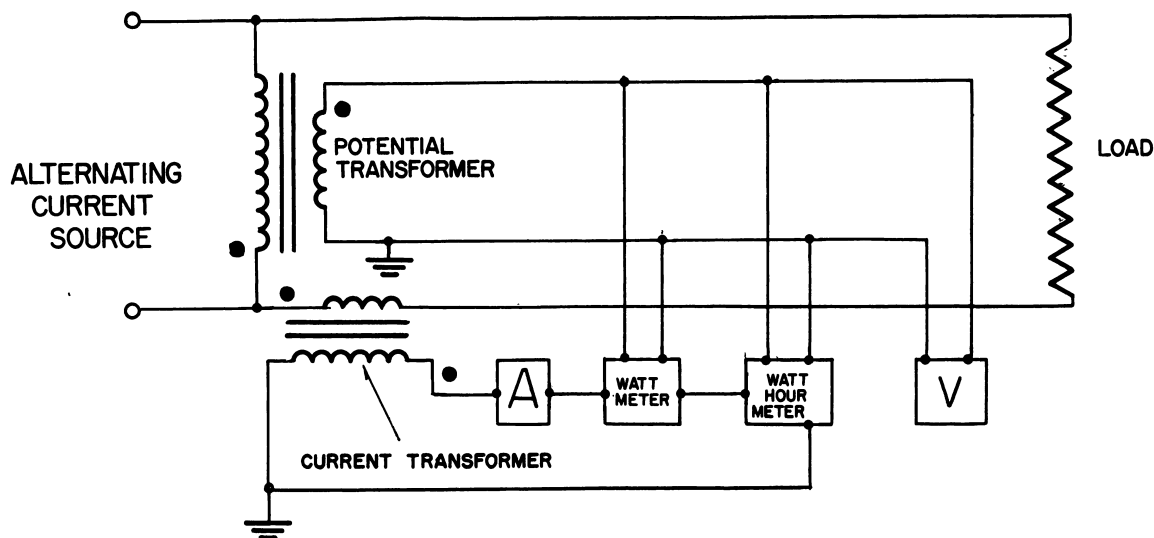 ALTERNATING
CURRENT
SOURCE
POTENTIAL
TRANSFORMER
LOAD
A
WATT
METER
WATT
HOUR
METER
V
CURRENT TRANSFORMER